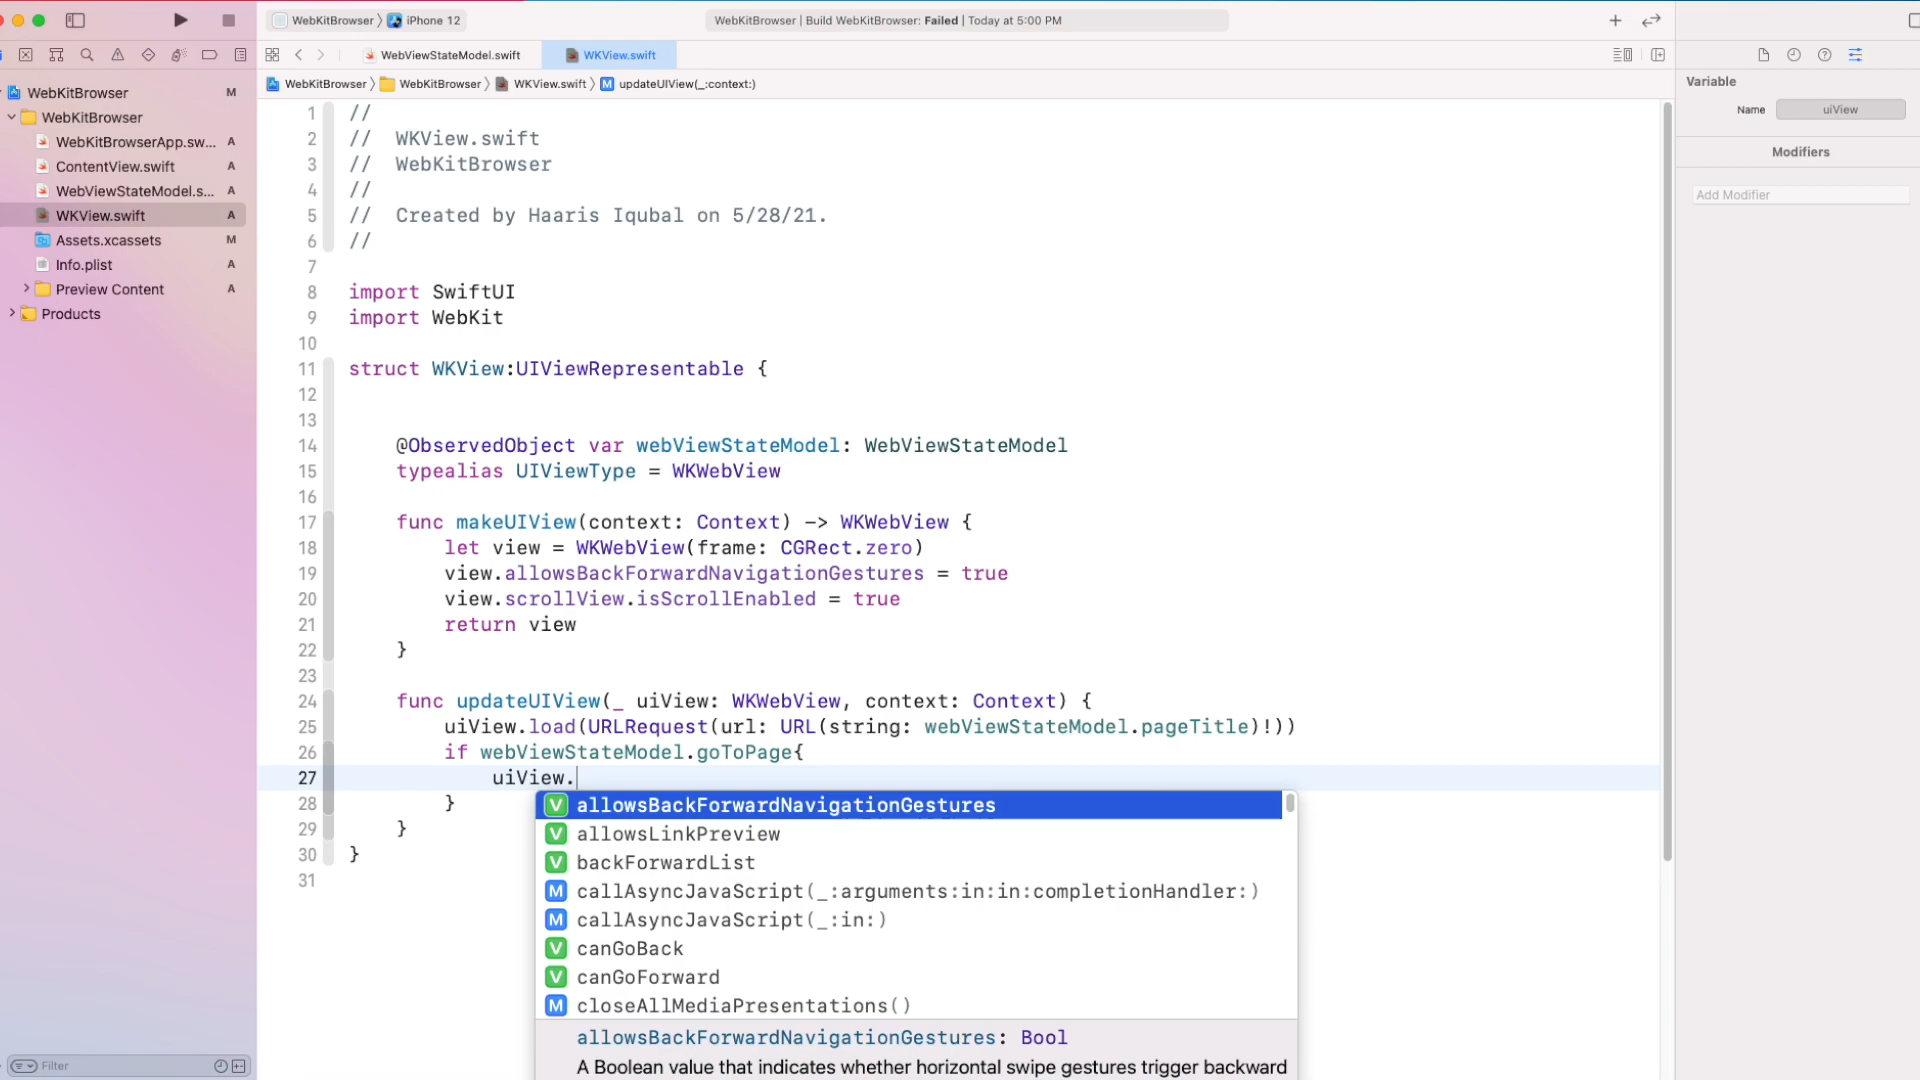 WebKitBrowser 〉 iPhone 12
WebKitBrowser | Build WebKitBrowser: Failed | Today at 5:00 PM
WebViewStateModel.swift
WKView.swift
WebKitBrowser 〉 WebKitBrowser 〉 WKView.swift 〉 M updateUIView(_:context:)
WebKitBrowser M
WebKitBrowser
WebKitBrowserApp.sw... A
ContentView.swift A
WebViewStateModel.s... A
WKView.swift A
Assets.xcassets M
Info.plist A
Preview Content A
Products
Filter
1 //
2 //  WKView.swift
3 //  WebKitBrowser
4 //
5 //  Created by Haaris Iqubal on 5/28/21.
6 //
7
8 import SwiftUI
9 import WebKit
10
11 struct WKView:UIViewRepresentable {
12
13
14     @ObservedObject var webViewStateModel: WebViewStateModel
15     typealias UIViewType = WKWebView
16
17     func makeUIView(context: Context) -> WKWebView {
18         let view = WKWebView(frame: CGRect.zero)
19         view.allowsBackForwardNavigationGestures = true
20         view.scrollView.isScrollEnabled = true
21         return view
22     }
23
24     func updateUIView(_ uiView: WKWebView, context: Context) {
25         uiView.load(URLRequest(url: URL(string: webViewStateModel.pageTitle)!))
26         if webViewStateModel.goToPage{
27             uiView.
28         }
29     }
30 }
31
V allowsBackForwardNavigationGestures
V allowsLinkPreview
V backForwardList
M callAsyncJavaScript(_:arguments:in:in:completionHandler:)
M callAsyncJavaScript(_:in:)
V canGoBack
V canGoForward
M closeAllMediaPresentations()
allowsBackForwardNavigationGestures: Bool
A Boolean value that indicates whether horizontal swipe gestures trigger backward
Variable
Name uiView
Modifiers
Add Modifier